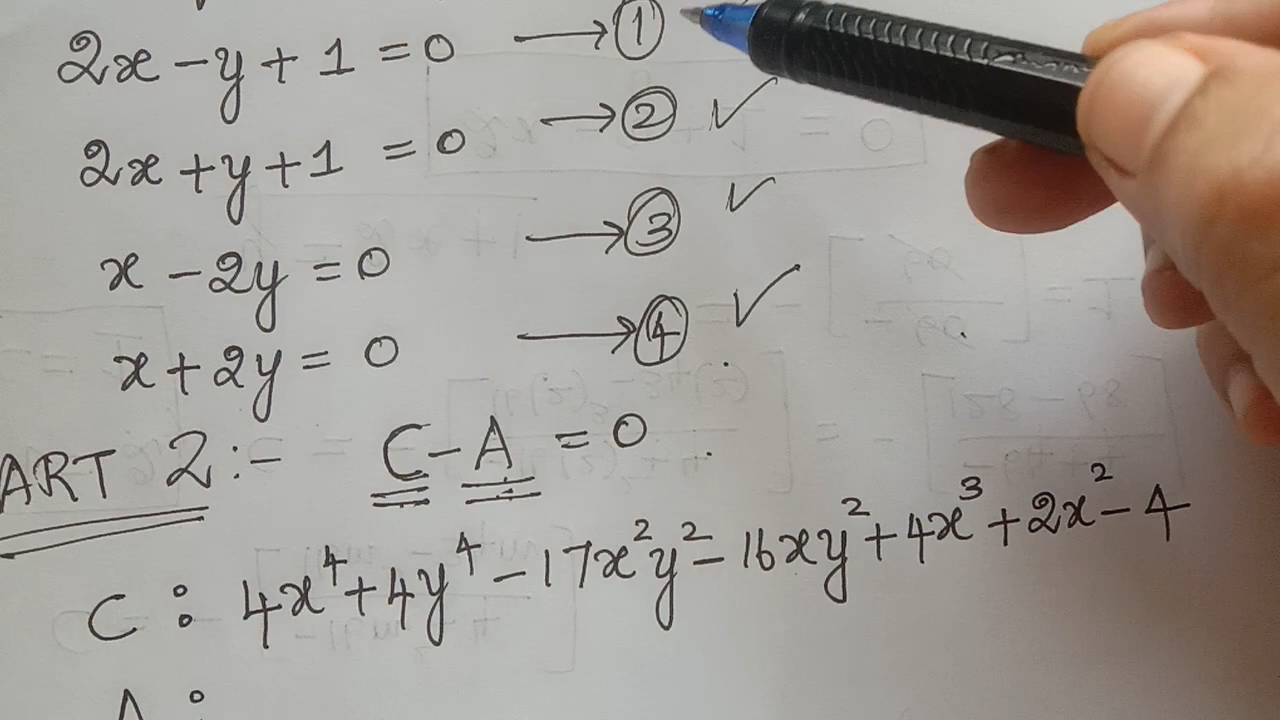 2x - y + 1 = 0 → ①
2x + y + 1 = 0 → ② ✓
x - 2y = 0 → ③ ✓
x + 2y = 0 → ④ ✓
ART 2:- C - A = 0.
C : 4x⁴ + 4y⁴ - 17x²y² - 16xy² + 4x³ + 2x² - 4
A :